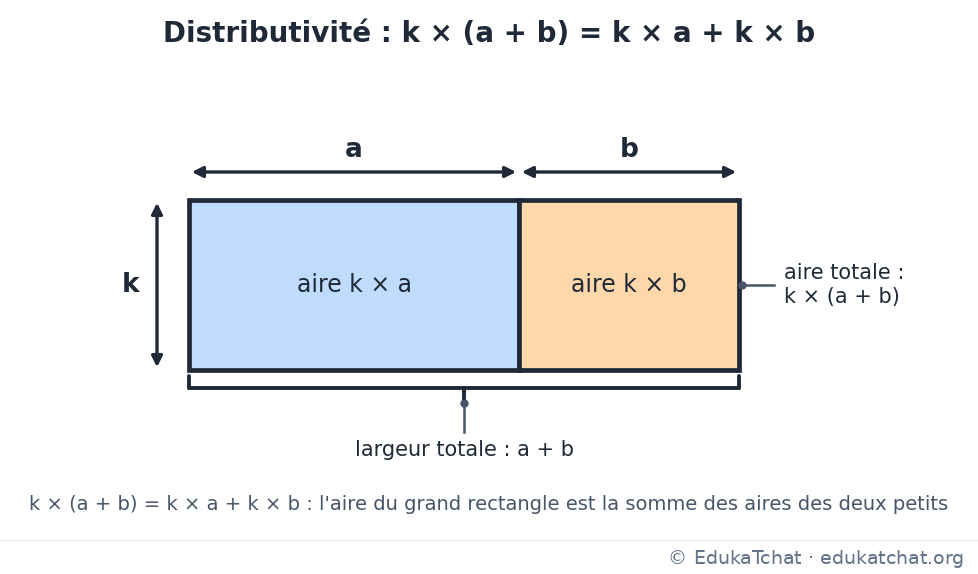 Distributivité : k × (a + b) = k × a + k × b
a
b
k
aire k × a
aire k × b
aire totale :
k × (a + b)
largeur totale : a + b
k × (a + b) = k × a + k × b : l'aire du grand rectangle est la somme des aires des deux petits
© EdukaTchat · edukatchat.org